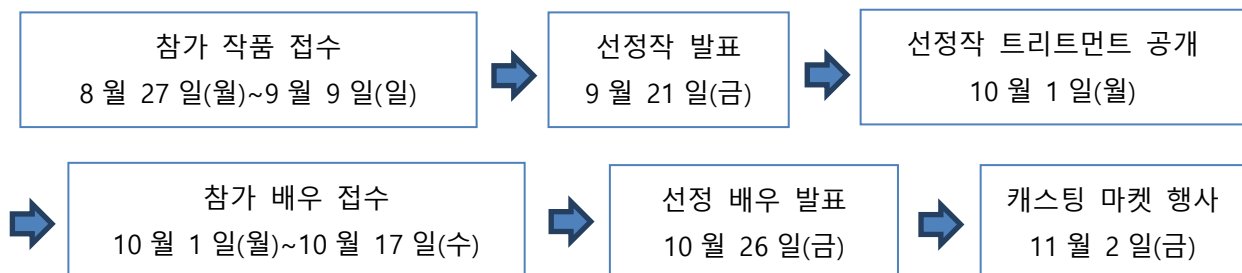 참가 작품 접수
8 월 27 일(월)~9 월 9 일(일)
선정작 발표
9 월 21 일(금)
선정작 트리트먼트 공개
10 월 1 일(월)
참가 배우 접수
10 월 1 일(월)~10 월 17 일(수)
선정 배우 발표
10 월 26 일(금)
캐스팅 마켓 행사
11 월 2 일(금)